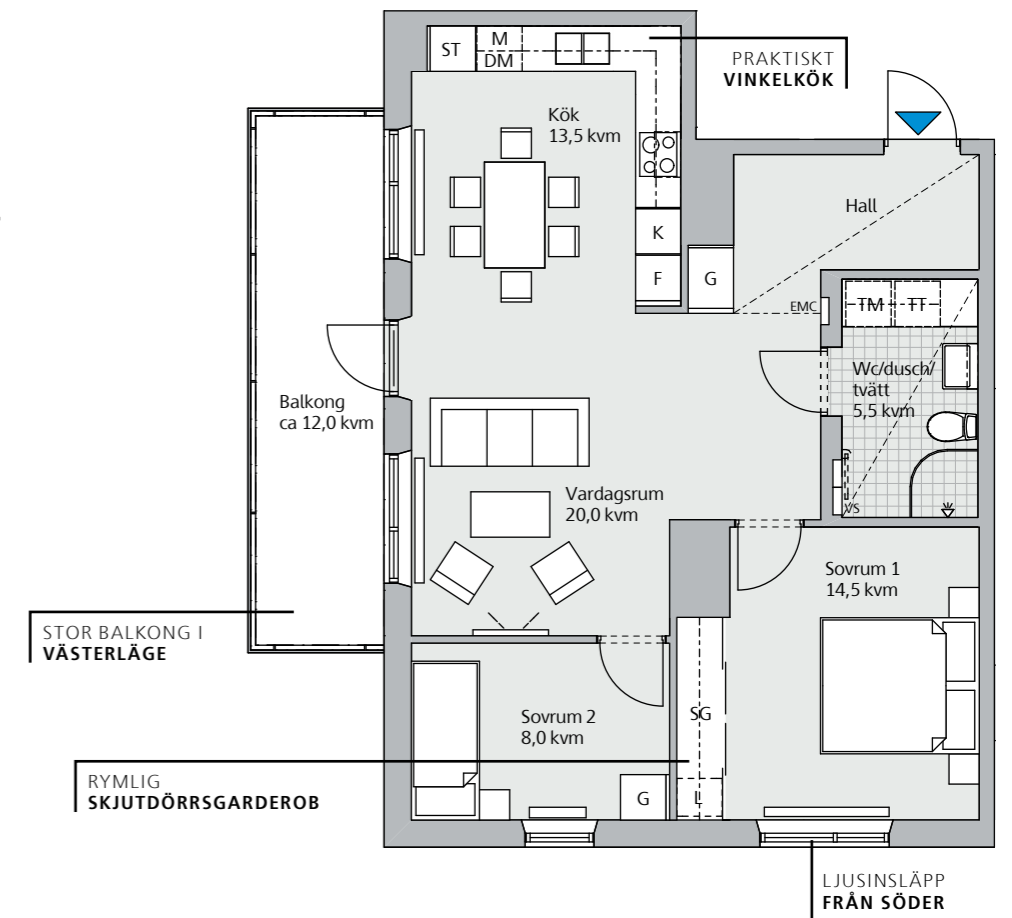 ST
M
DM
PRAKTISKT
VINKELKÖK
Kök
13,5 kvm
Hall
K
F
G
EMC
TM
TT
Wc/dusch/
tvätt
5,5 kvm
Balkong
ca 12,0 kvm
Vardagsrum
20,0 kvm
VS
Sovrum 1
14,5 kvm
STOR BALKONG I
VÄSTERLÄGE
Sovrum 2
8,0 kvm
SG
RYMLIG
SKJUTDÖRRSGARDEROB
G
L
LJUSINSLÄPP
FRÅN SÖDER